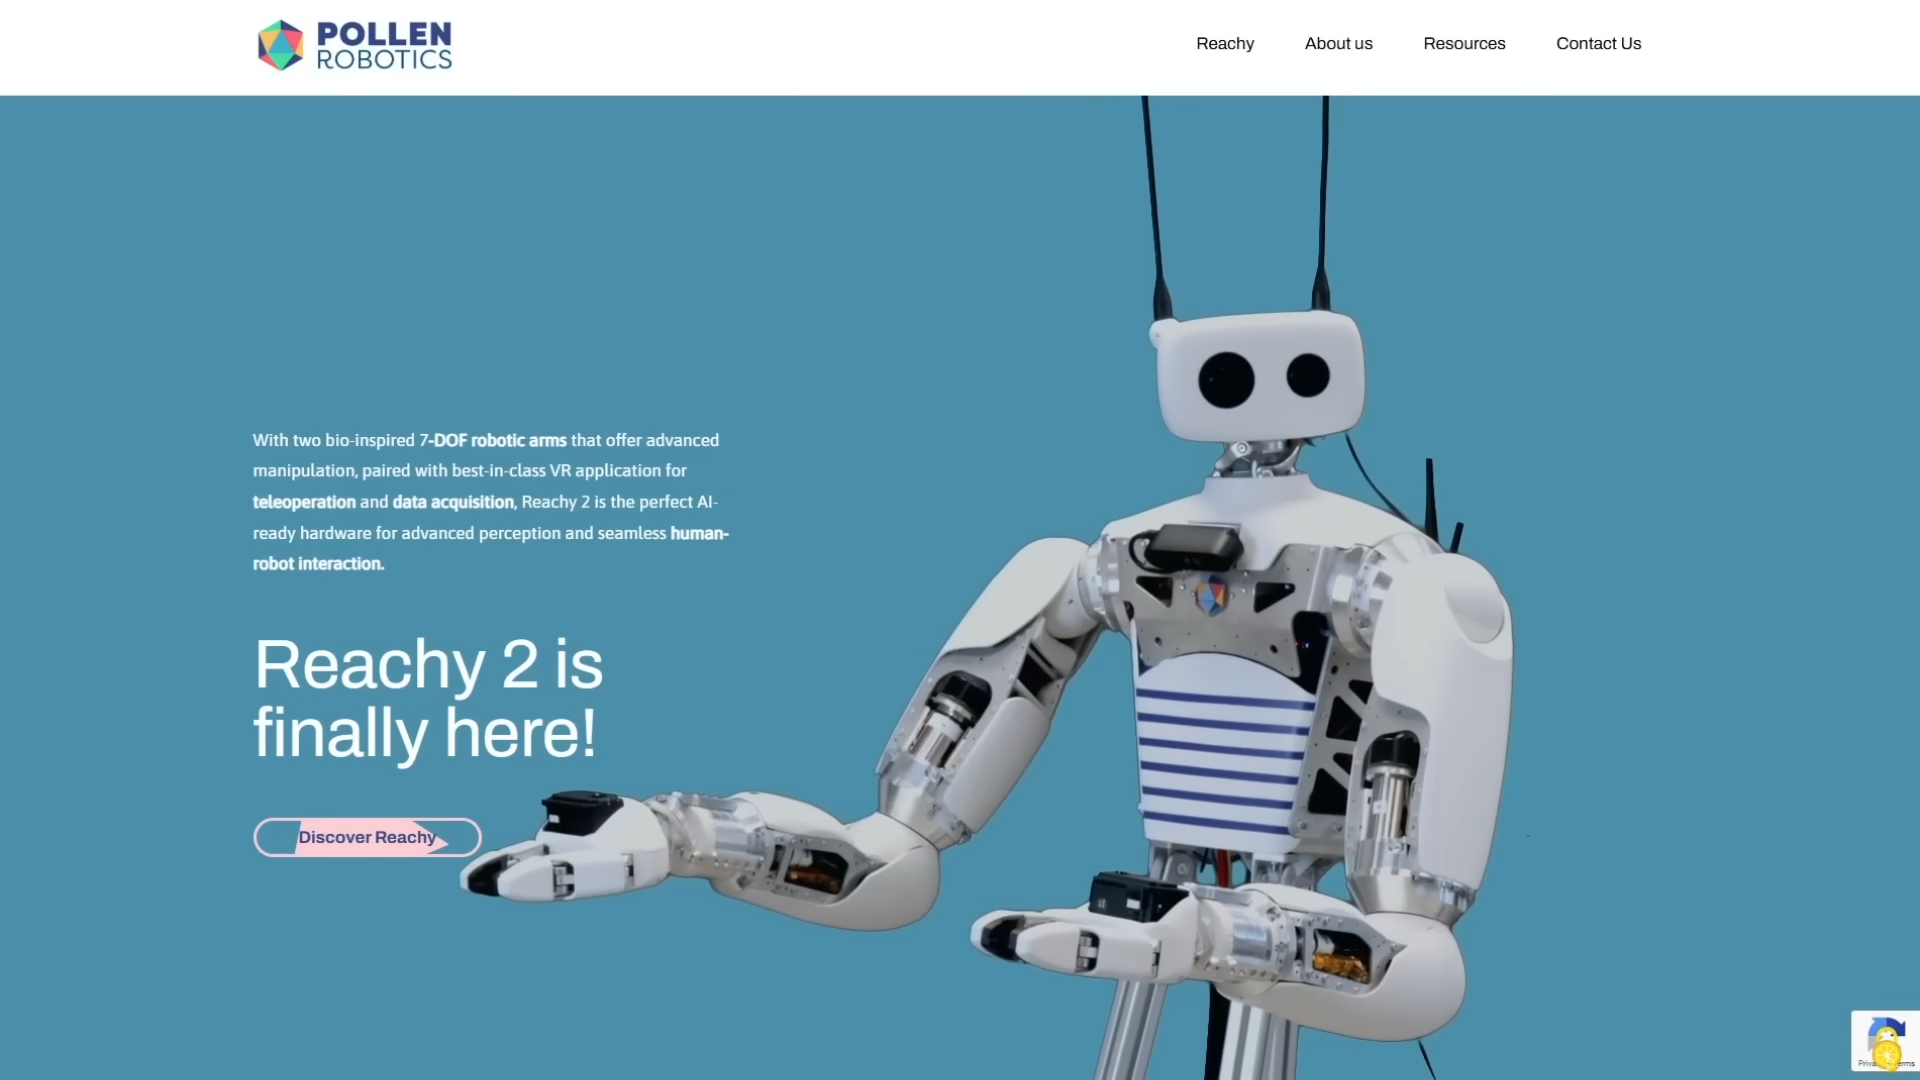 POLLEN
ROBOTICS
Reachy
About us
Resources
Contact Us
With two bio-inspired 7-DOF robotic arms that offer advanced
manipulation, paired with best-in-class VR application for
teleoperation and data acquisition, Reachy 2 is the perfect AI-
ready hardware for advanced perception and seamless human-
robot interaction.
Reachy 2 is
finally here!
Discover Reachy